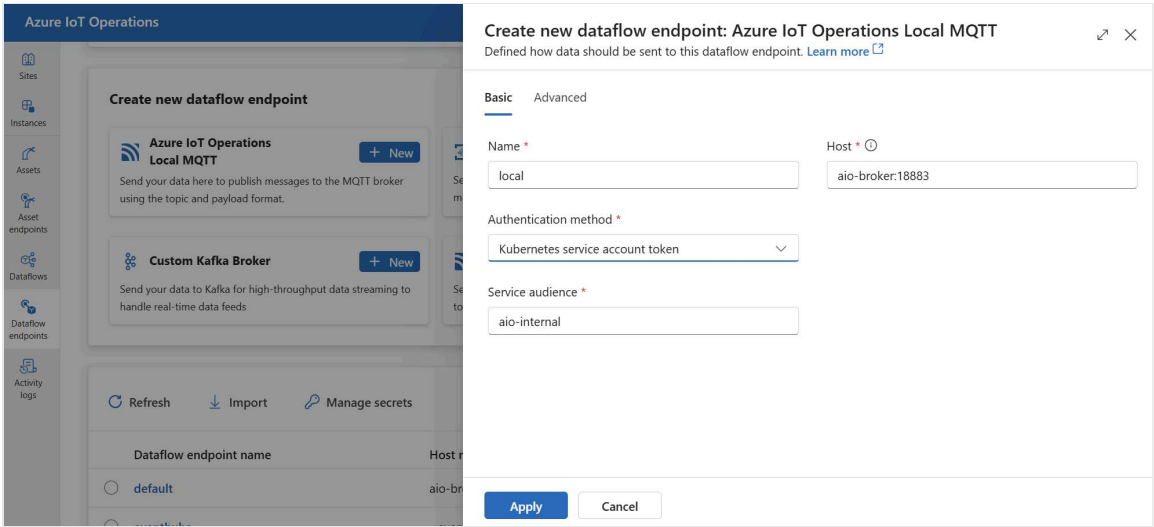 Azure IoT Operations
Sites
Instances
Assets
Asset
endpoints
Dataflows
Dataflow
endpoints
Activity
logs
Create new dataflow endpoint
Azure IoT Operations
Local MQTT
+ New
Send your data here to publish messages to the MQTT broker
using the topic and payload format.
Custom Kafka Broker
+ New
Send your data to Kafka for high-throughput data streaming to
handle real-time data feeds
Refresh
Import
Manage secrets
Dataflow endpoint name
Host
default
aio-br
Create new dataflow endpoint: Azure IoT Operations Local MQTT
Defined how data should be sent to this dataflow endpoint. Learn more
Basic
Advanced
Name *
local
Host *
aio-broker:18883
Authentication method *
Kubernetes service account token
Service audience *
aio-internal
Apply
Cancel